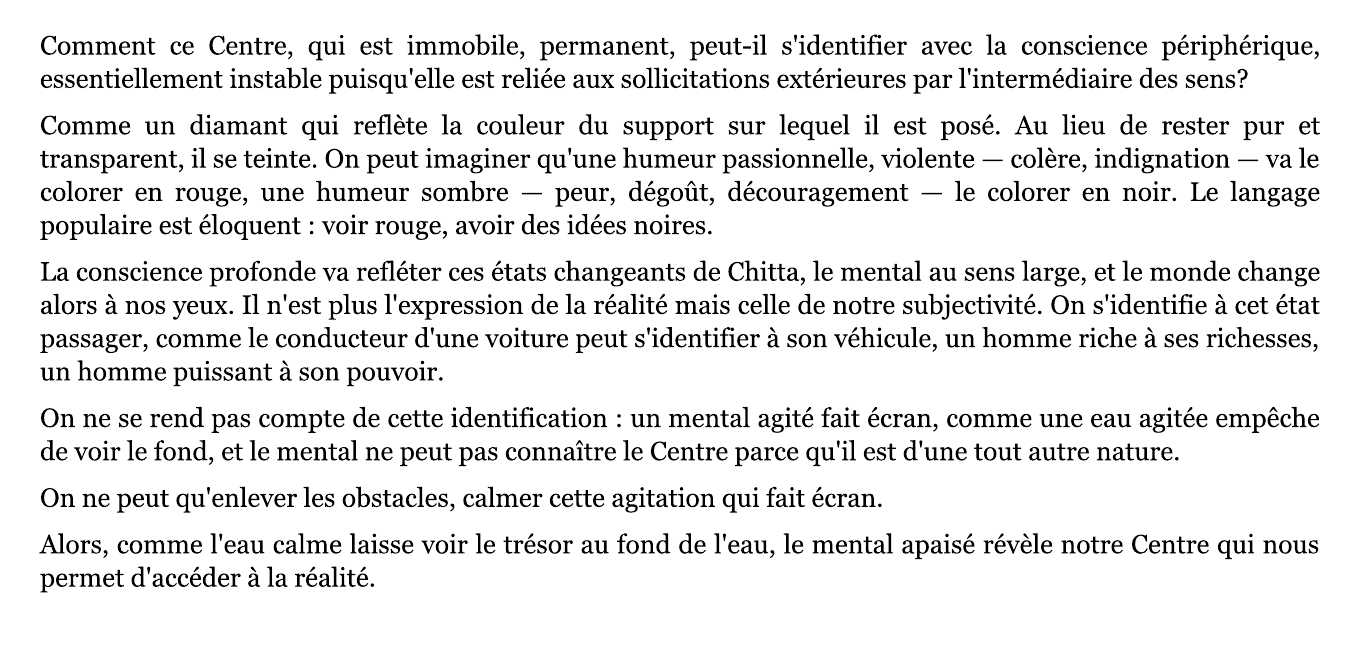 Comment ce Centre, qui est immobile, permanent, peut-il s'identifier avec la conscience périphérique,
essentiellement instable puisqu'elle est reliée aux sollicitations extérieures par l'intermédiaire des sens?
Comme un diamant qui reflète la couleur du support sur lequel il est posé. Au lieu de rester pur et
transparent, il se teinte. On peut imaginer qu'une humeur passionnelle, violente — colère, indignation — va le
colorer en rouge, une humeur sombre — peur, dégoût, découragement — le colorer en noir. Le langage
populaire est éloquent : voir rouge, avoir des idées noires.
La conscience profonde va refléter ces états changeants de Chitta, le mental au sens large, et le monde change
alors à nos yeux. Il n'est plus l'expression de la réalité mais celle de notre subjectivité. On s'identifie à cet état
passager, comme le conducteur d'une voiture peut s'identifier à son véhicule, un homme riche à ses richesses,
un homme puissant à son pouvoir.
On ne se rend pas compte de cette identification : un mental agité fait écran, comme une eau agitée empêche
de voir le fond, et le mental ne peut pas connaître le Centre parce qu'il est d'une tout autre nature.
On ne peut qu'enlever les obstacles, calmer cette agitation qui fait écran.
Alors, comme l'eau calme laisse voir le trésor au fond de l'eau, le mental apaisé révèle notre Centre qui nous
permet d'accéder à la réalité.